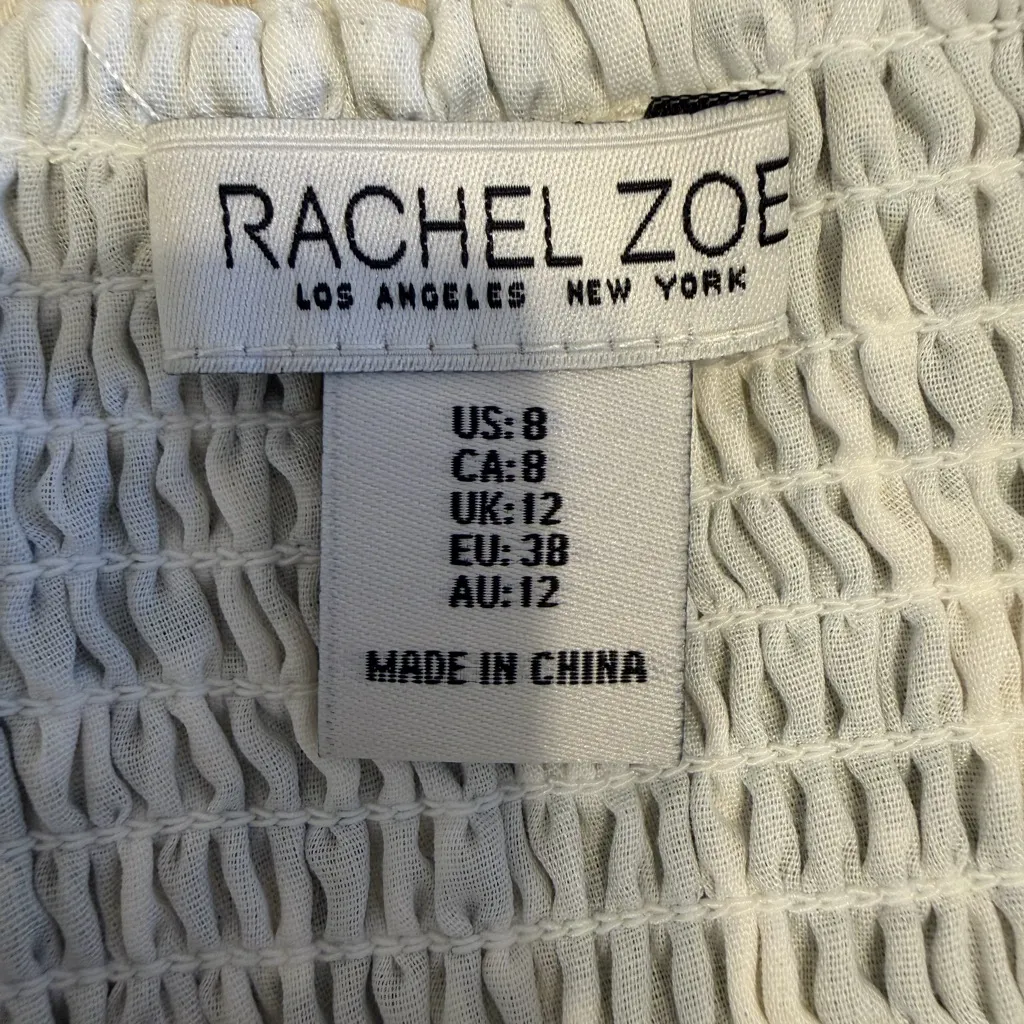 RACHEL ZOE
LOS ANGELES NEW YORK
US: 8
CA: 8
UK: 12
EU: 38
AU: 12
MADE IN CHINA